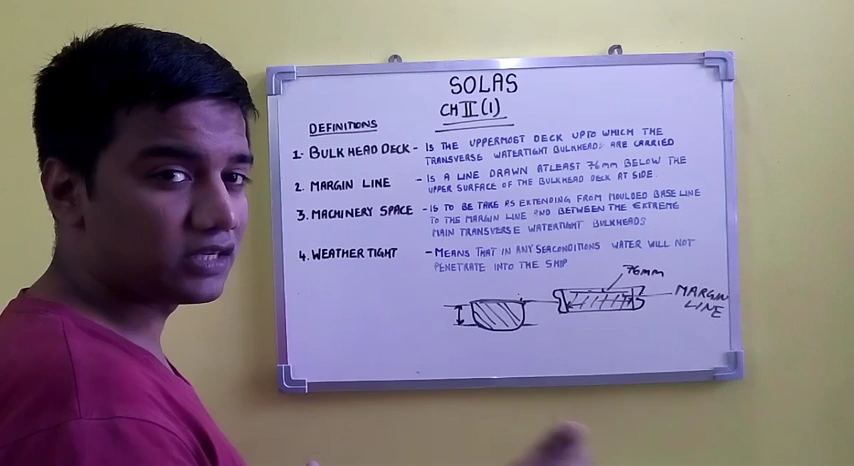 SOLAS
CH II (1)
DEFINITIONS
1. BULKHEAD DECK - IS THE UPPERMOST DECK UPTO WHICH THE
TRANSVERSE WATERTIGHT BULKHEADS ARE CARRIED
2. MARGIN LINE - IS A LINE DRAWN ATLEAST 76MM BELOW THE
UPPER SURFACE OF THE BULKHEAD DECK AT SIDE.
3. MACHINERY SPACE - IS TO BE TAKE AS EXTENDING FROM MOULDED BASE LINE
TO THE MARGIN LINE AND BETWEEN THE EXTREME
MAIN TRANSVERSE WATERTIGHT BULKHEADS
4. WEATHER TIGHT - MEANS THAT IN ANY SEACONDITIONS WATER WILL NOT
PENETRATE INTO THE SHIP
76mm
MARGIN
LINE